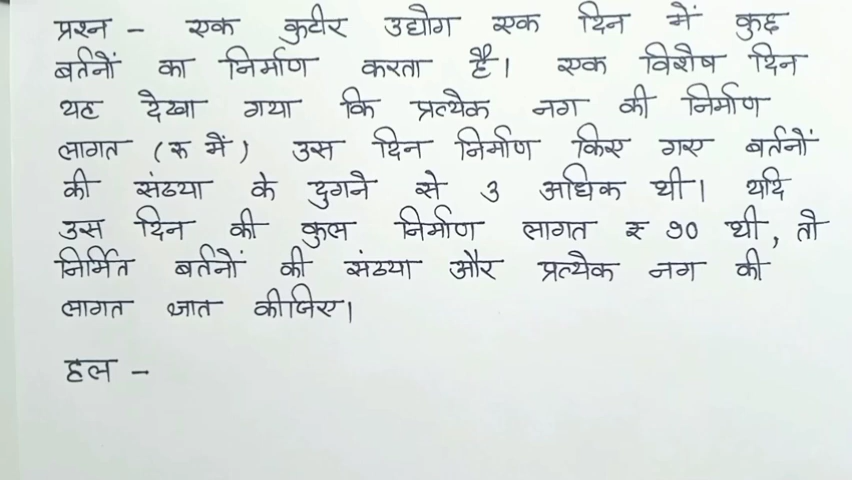 प्रश्न - एक कुटीर उद्योग एक दिन में कुछ
बर्तनों का निर्माण करता है। एक विशेष दिन
यह देखा गया कि प्रत्येक नग की निर्माण
लागत (रु में) उस दिन निर्माण किए गए बर्तनों
की संख्या के दुगने से 3 अधिक थी। यदि
उस दिन की कुल निर्माण लागत ₹ 90 थी, तो
निर्मित बर्तनों की संख्या और प्रत्येक नग की
लागत ज्ञात कीजिए।
हल -